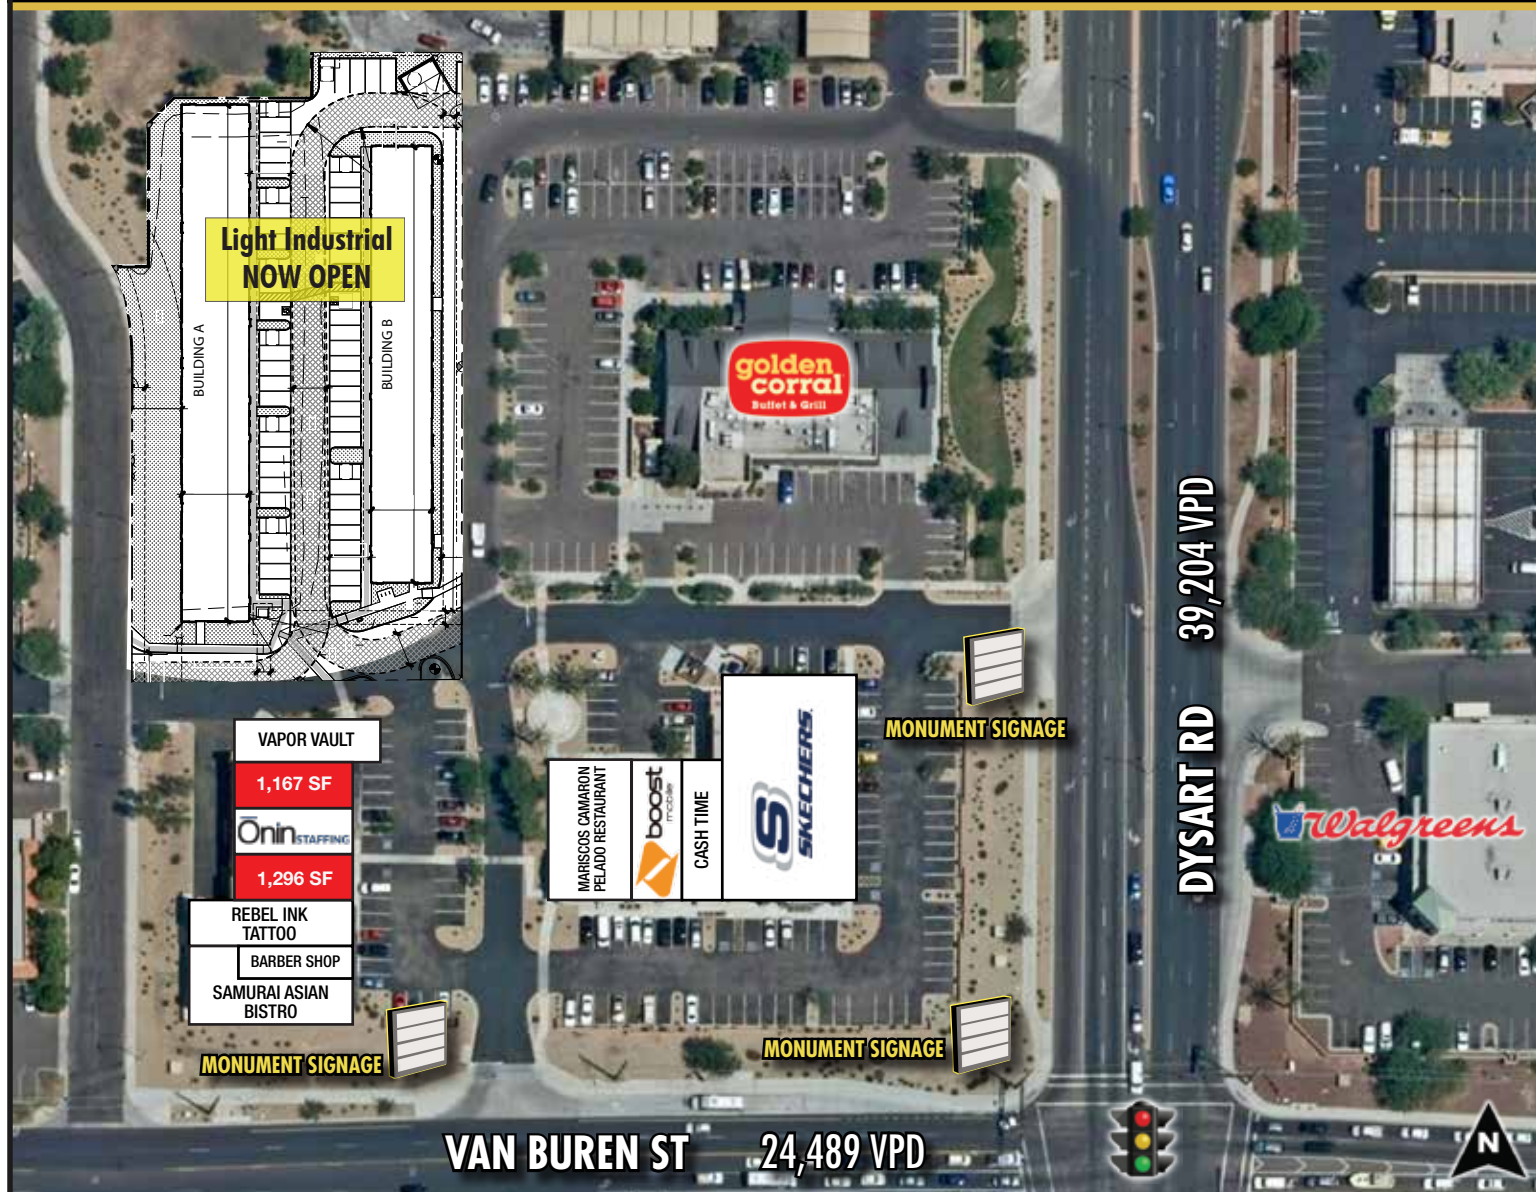 Light Industrial
NOW OPEN
BUILDING A
BUILDING B
golden
corral
Buffet & Grill
39,204 VPD
DYSART RD
MONUMENT SIGNAGE
VAPOR VAULT
1,167 SF
Ōnin STAFFING
1,296 SF
REBEL INK
TATTOO
BARBER SHOP
SAMURAI ASIAN
BISTRO
MARISCOS CAMARON
PELADO RESTAURANT
boost
mobile
CASH TIME
S
SKECHERS
Walgreens
MONUMENT SIGNAGE
MONUMENT SIGNAGE
VAN BUREN ST 24,489 VPD
N